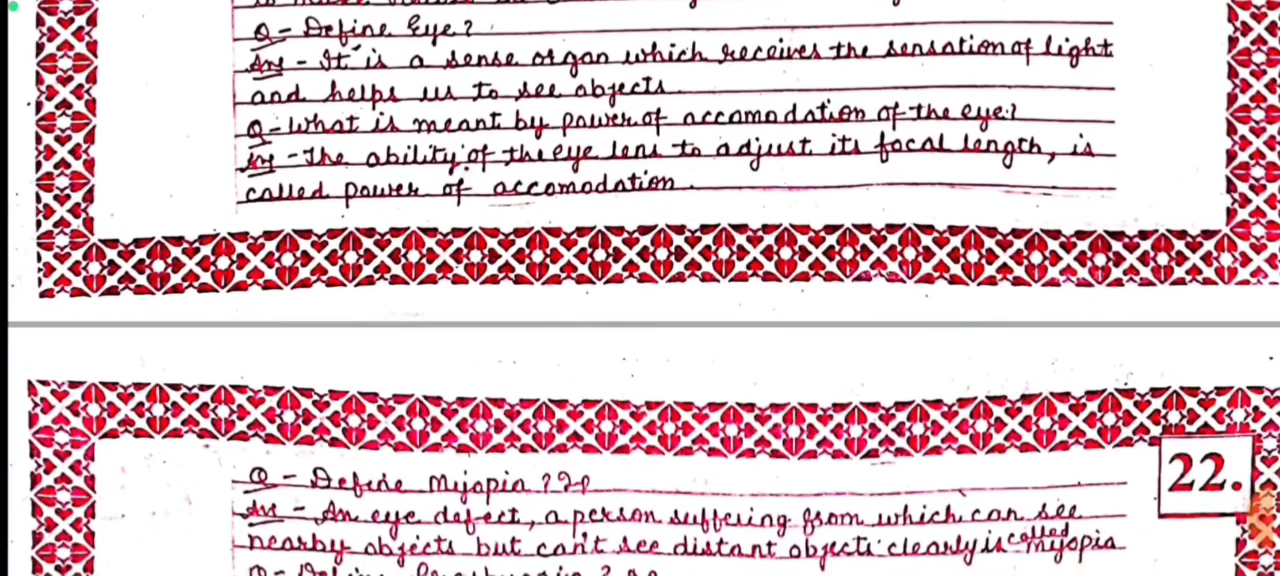 Q - Define Eye?
Ans - It is a sense organ which receives the sensation of light
and helps us to see objects.
Q - What is meant by power of accomodation of the eye?
Ans - The ability of the eye lens to adjust its focal length, is
called power of accomodation.
22.
Q - Define Myopia ???
Ans - An eye defect, a person suffering from which can see
nearby objects but can't see distant objects clearly is called Myopia